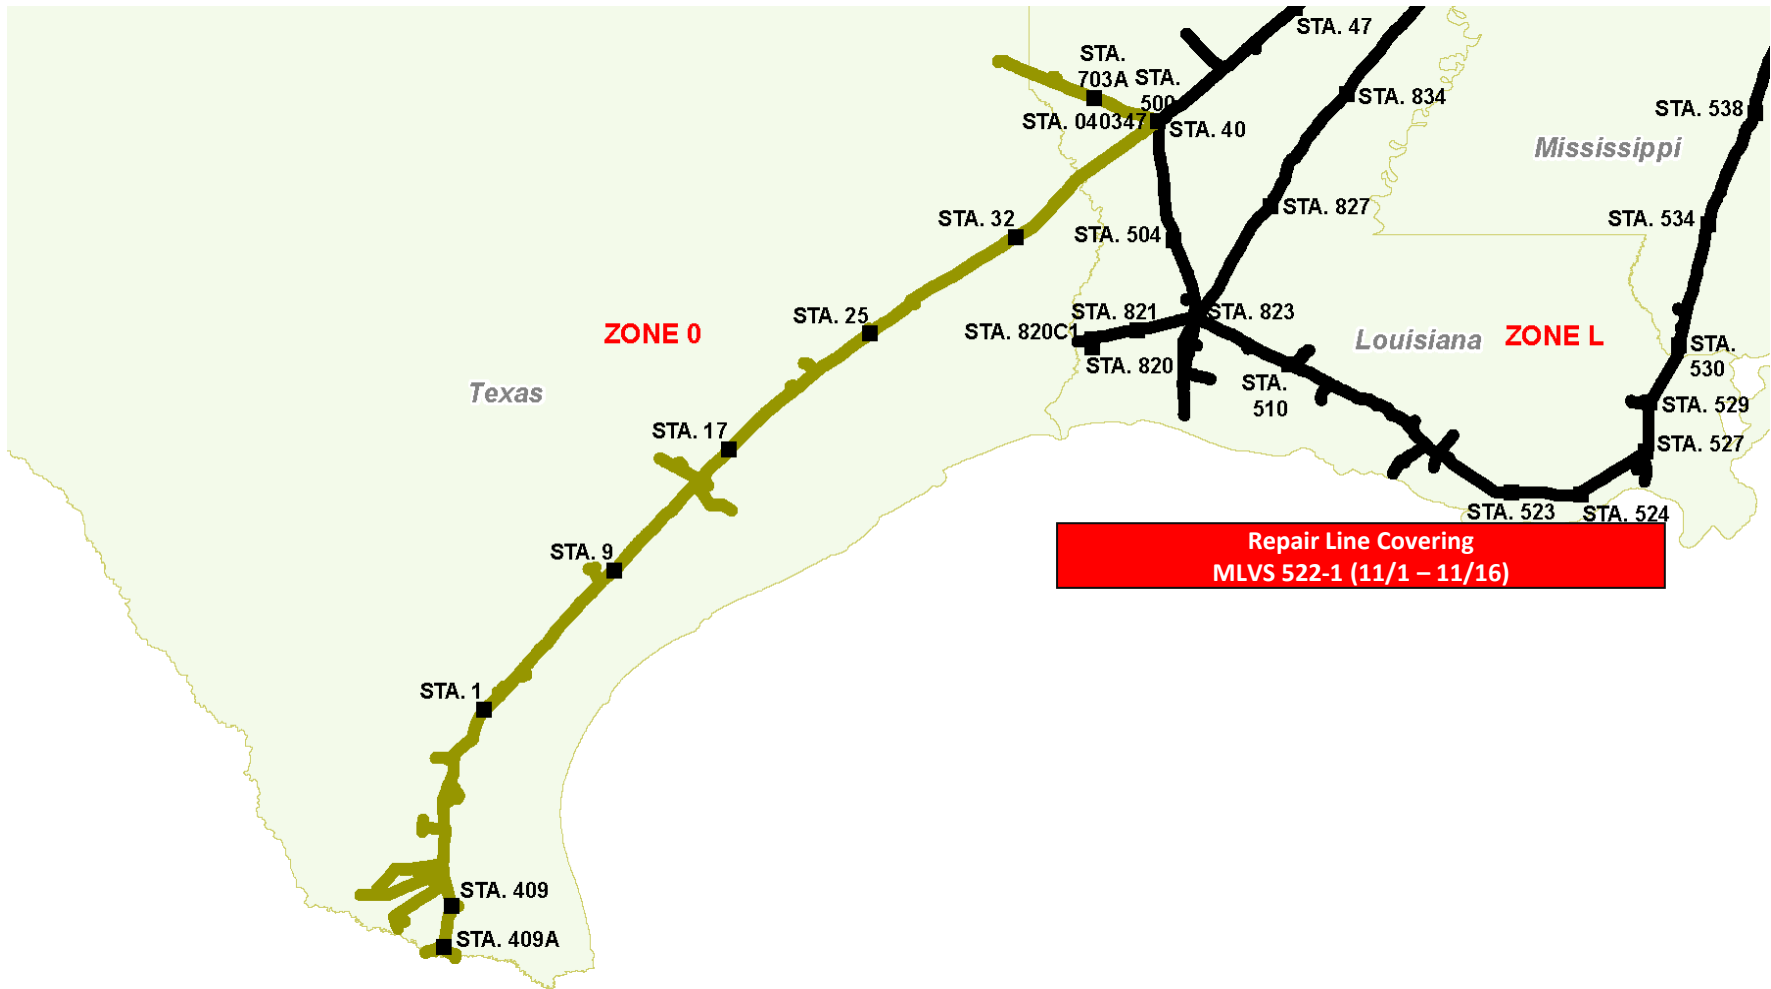 STA. 47
STA.
703A
STA.
500
STA. 834
STA. 538
STA. 040347
STA. 40
Mississippi
STA. 32
STA. 504
STA. 827
STA. 534
STA. 25
ZONE 0
STA. 821
STA. 823
STA. 820C1
Louisiana
ZONE L
STA.
530
STA. 820
Texas
STA.
510
STA. 529
STA. 17
STA. 527
STA. 523
STA. 524
Repair Line Covering
MLVS 522-1 (11/1 – 11/16)
STA. 9
STA. 1
STA. 409
STA. 409A